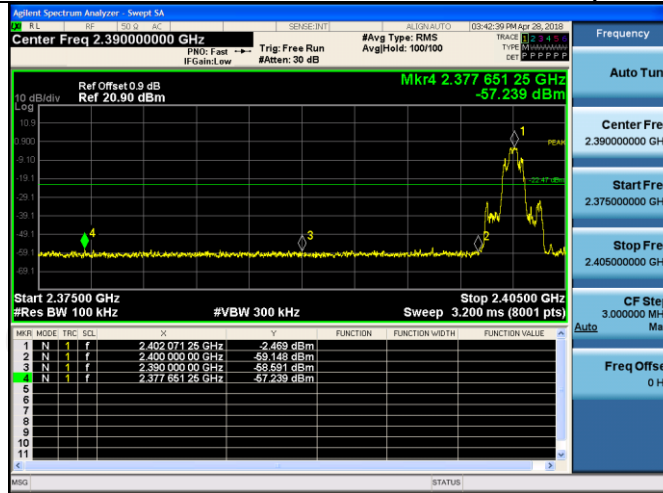 Agilent Spectrum Analyzer - Swept SA
RL RF 50 Ω AC SENSE:INT ALIGN AUTO 03:42:39 PM Apr 28, 2018
Center Freq 2.390000000 GHz
PNO: Fast
IFGain:Low
Trig: Free Run
#Atten: 30 dB
#Avg Type: RMS
Avg|Hold: 100/100
TRACE 1 2 3 4 5 6
TYPE M
DET P P P P P P
Mkr4 2.377 651 25 GHz
-57.239 dBm
Ref Offset 0.9 dB
10 dB/div Ref 20.90 dBm
Log
10.9
0.900
-9.10
-19.1
-29.1
-39.1
-49.1
-59.1
-69.1
1
PEAK
-22.47 dBm
4
3
2
Start 2.37500 GHz Stop 2.40500 GHz
#Res BW 100 kHz #VBW 300 kHz Sweep 3.200 ms (8001 pts)
MKR MODE TRC SCL X Y FUNCTION FUNCTION WIDTH FUNCTION VALUE
1 N 1 f 2.402 071 25 GHz -2.469 dBm
2 N 1 f 2.400 000 00 GHz -59.148 dBm
3 N 1 f 2.390 000 00 GHz -58.591 dBm
4 N 1 f 2.377 651 25 GHz -57.239 dBm
5
6
7
8
9
10
11
MSG STATUS
Frequency
Auto Tun
Center Fre
2.390000000 GH
Start Fre
2.375000000 GH
Stop Fre
2.405000000 GH
CF Ste
3.000000 MH
Auto Ma
Freq Offse
0 H